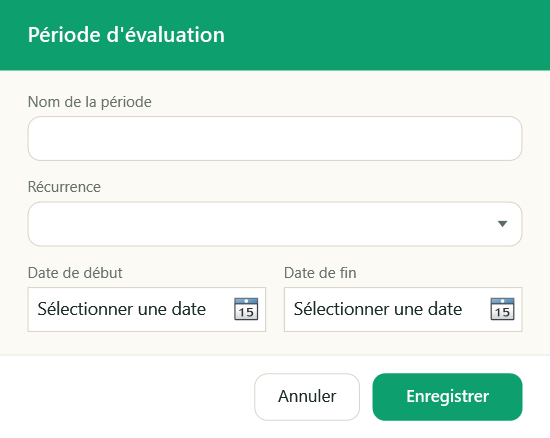 Période d'évaluation
Nom de la période
Récurrence
Date de début
Date de fin
Sélectionner une date
15
Sélectionner une date
15
Annuler
Enregistrer